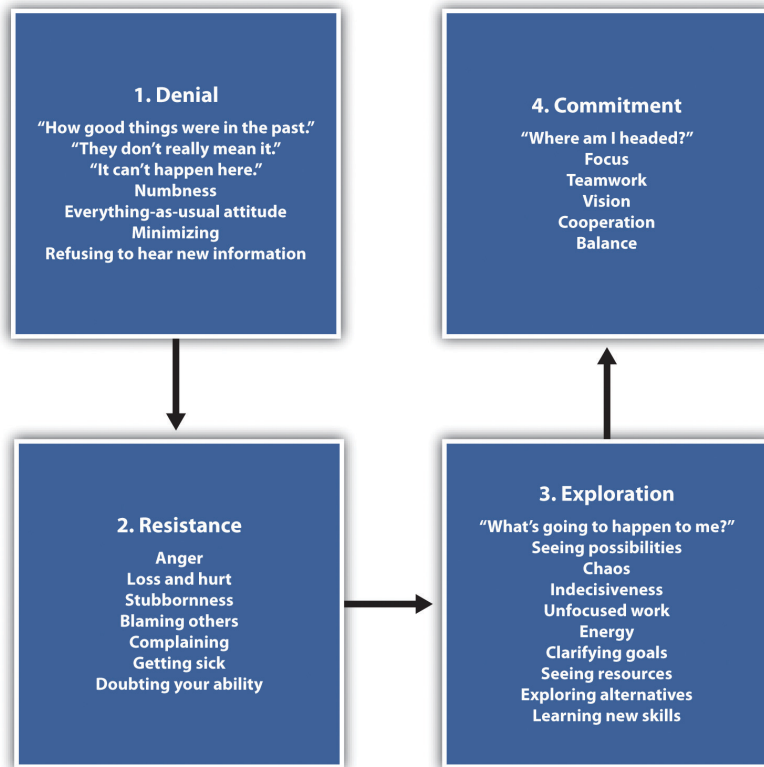 1. Denial
“How good things were in the past.”
“They don’t really mean it.”
“It can’t happen here.”
Numbness
Everything-as-usual attitude
Minimizing
Refusing to hear new information
2. Resistance
Anger
Loss and hurt
Stubbornness
Blaming others
Complaining
Getting sick
Doubting your ability
3. Exploration
“What’s going to happen to me?”
Seeing possibilities
Chaos
Indecisiveness
Unfocused work
Energy
Clarifying goals
Seeing resources
Exploring alternatives
Learning new skills
4. Commitment
“Where am I headed?”
Focus
Teamwork
Vision
Cooperation
Balance